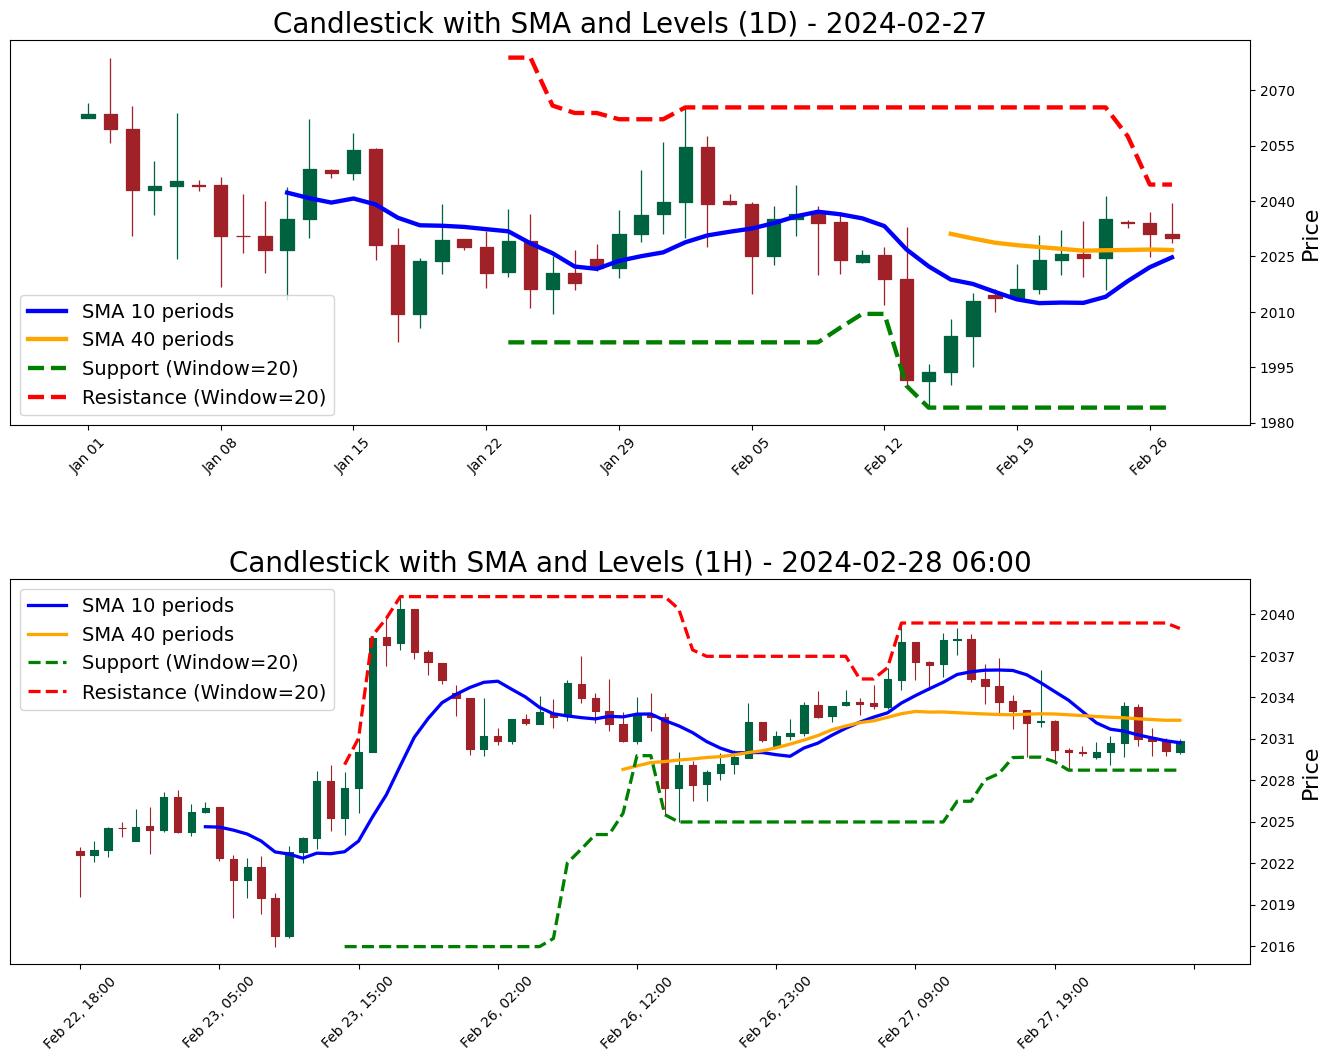 Candlestick with SMA and Levels (1D) - 2024-02-27
SMA 10 periods
SMA 40 periods
Support (Window=20)
Resistance (Window=20)
2070
2055
2040
2025
2010
1995
1980
Price
Jan 01
Jan 08
Jan 15
Jan 22
Jan 29
Feb 05
Feb 12
Feb 19
Feb 26
Candlestick with SMA and Levels (1H) - 2024-02-28 06:00
SMA 10 periods
SMA 40 periods
Support (Window=20)
Resistance (Window=20)
2040
2037
2034
2031
2028
2025
2022
2019
2016
Price
Feb 22, 18:00
Feb 23, 05:00
Feb 23, 15:00
Feb 26, 02:00
Feb 26, 12:00
Feb 26, 23:00
Feb 27, 09:00
Feb 27, 19:00